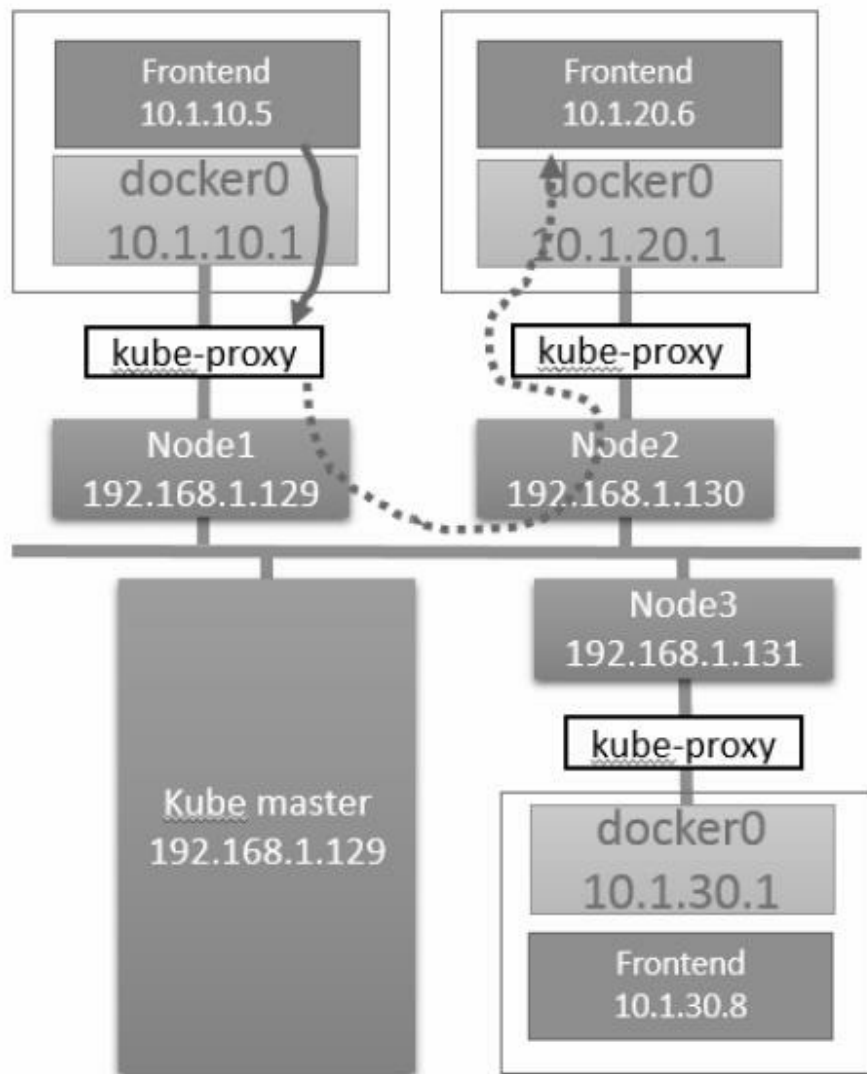 Frontend
10.1.10.5
docker0
10.1.10.1
kube-proxy
Node1
192.168.1.129
Frontend
10.1.20.6
docker0
10.1.20.1
kube-proxy
Node2
192.168.1.130
Kube master
192.168.1.129
Node3
192.168.1.131
kube-proxy
docker0
10.1.30.1
Frontend
10.1.30.8